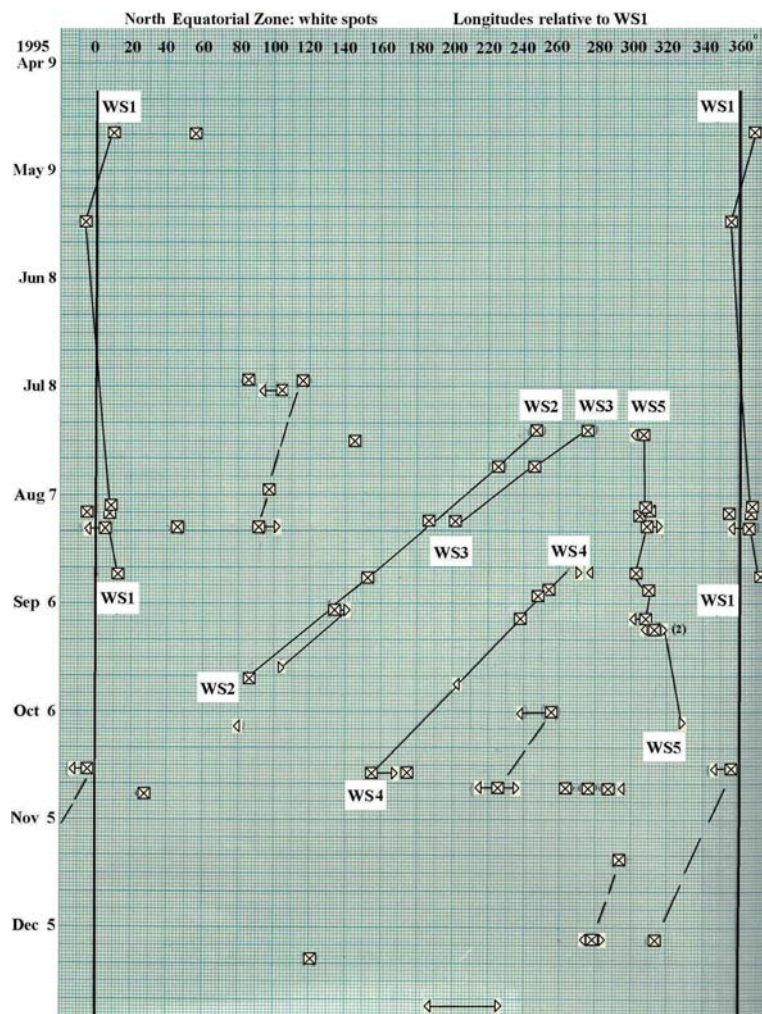 North Equatorial Zone: white spots Longitudes relative to WS1
1995 0 20 40 60 80 100 120 140 160 180 200 220 240 260 280 300 320 340 360°
Apr 9
WS1 WS1
May 9
Jun 8
Jul 8
WS2 WS3 WS5
Aug 7
WS3 WS4
WS1 WS1
Sep 6
(2)
WS2
Oct 6
WS5
WS4
Nov 5
Dec 5